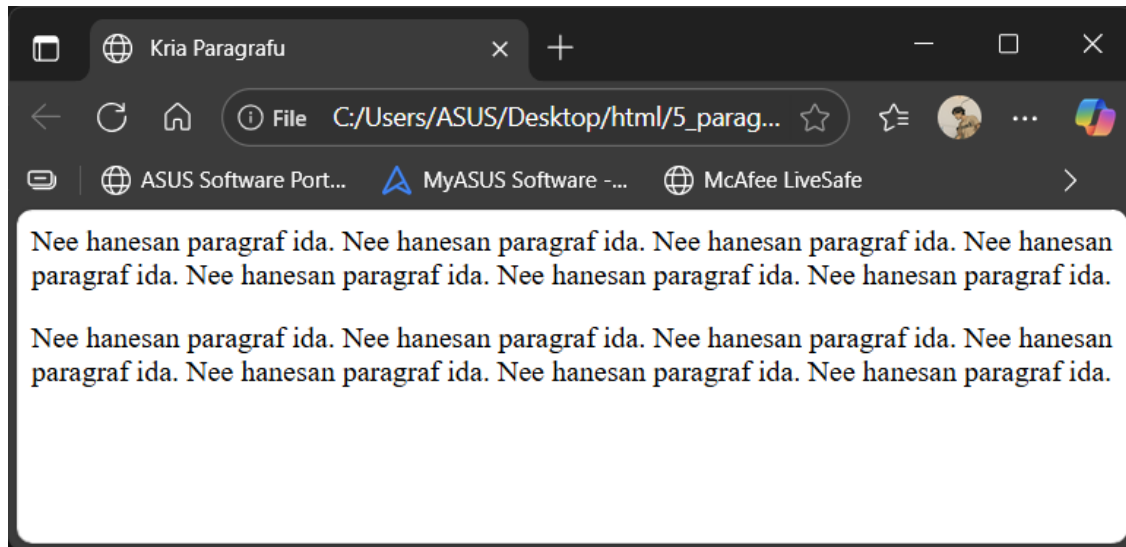 Kria Paragrafu
File C:/Users/ASUS/Desktop/html/5_parag...
ASUS Software Port... MyASUS Software -... McAfee LiveSafe
Nee hanesan paragraf ida. Nee hanesan paragraf ida. Nee hanesan paragraf ida. Nee hanesan
paragraf ida. Nee hanesan paragraf ida. Nee hanesan paragraf ida. Nee hanesan paragraf ida.
Nee hanesan paragraf ida. Nee hanesan paragraf ida. Nee hanesan paragraf ida. Nee hanesan
paragraf ida. Nee hanesan paragraf ida. Nee hanesan paragraf ida. Nee hanesan paragraf ida.